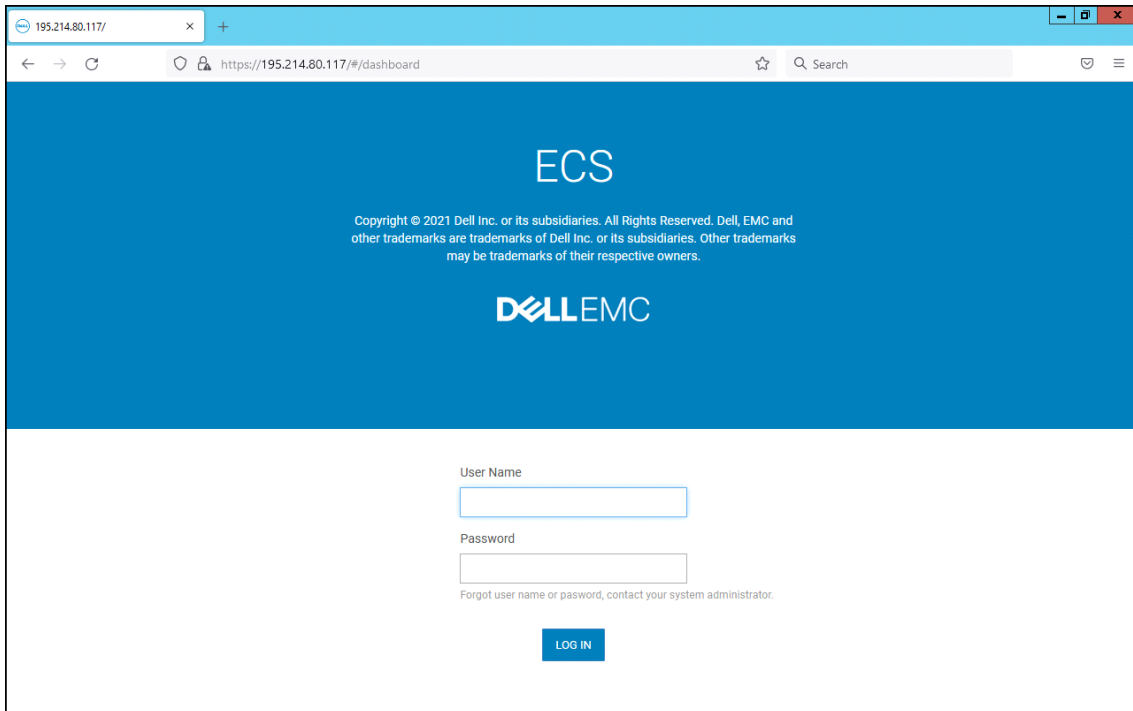 195.214.80.117/
https://195.214.80.117/#/dashboard
Search
ECS
Copyright © 2021 Dell Inc. or its subsidiaries. All Rights Reserved. Dell, EMC and
other trademarks are trademarks of Dell Inc. or its subsidiaries. Other trademarks
may be trademarks of their respective owners.
DELLEMC
User Name
Password
Forgot user name or pasword, contact your system administrator.
LOG IN